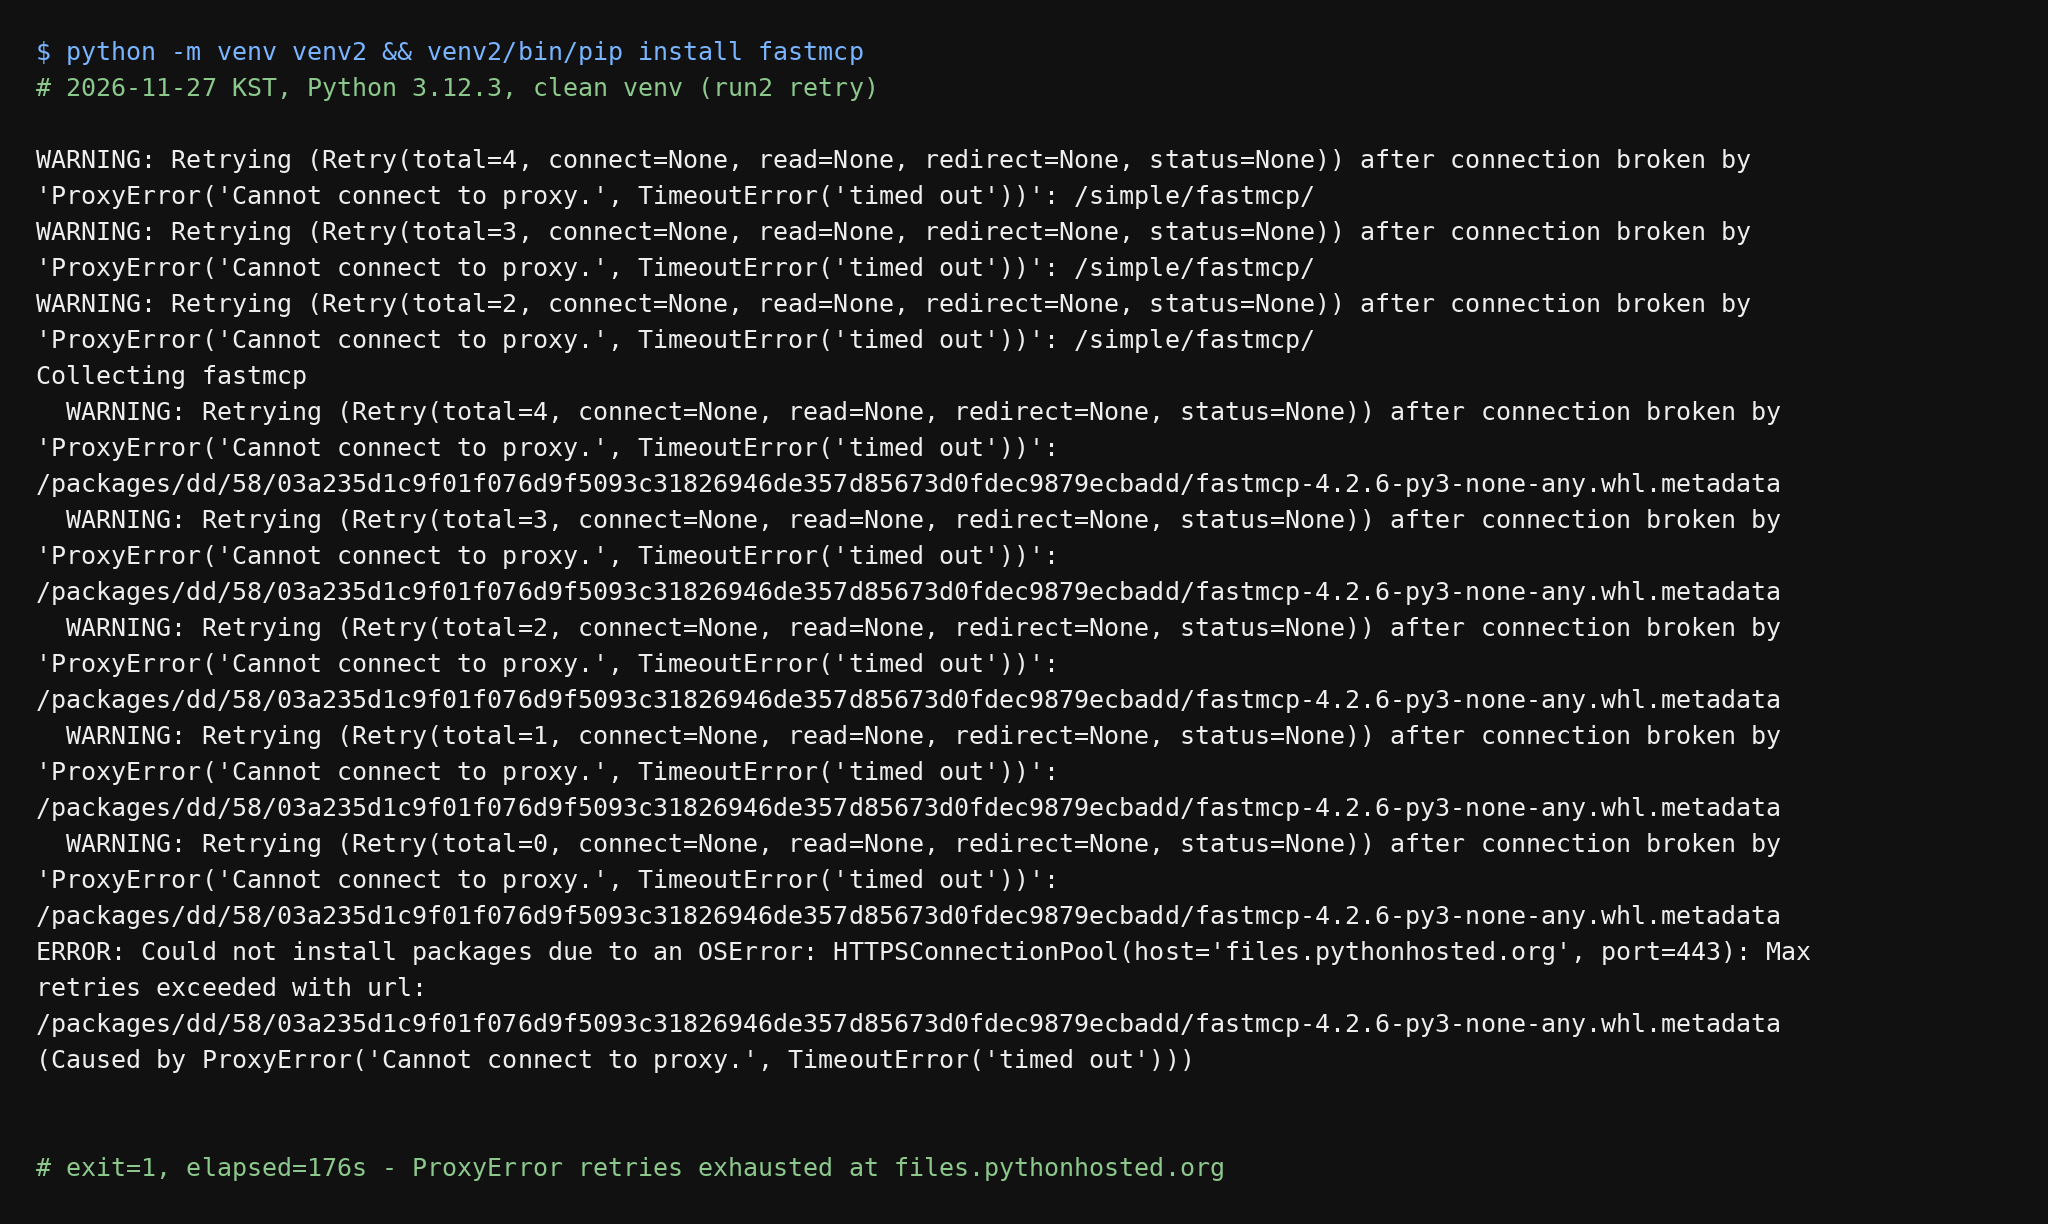 $ python -m venv venv2 && venv2/bin/pip install fastmcp
# 2026-11-27 KST, Python 3.12.3, clean venv (run2 retry)
WARNING: Retrying (Retry(total=4, connect=None, read=None, redirect=None, status=None)) after connection broken by
'ProxyError('Cannot connect to proxy.', TimeoutError('timed out'))': /simple/fastmcp/
WARNING: Retrying (Retry(total=3, connect=None, read=None, redirect=None, status=None)) after connection broken by
'ProxyError('Cannot connect to proxy.', TimeoutError('timed out'))': /simple/fastmcp/
WARNING: Retrying (Retry(total=2, connect=None, read=None, redirect=None, status=None)) after connection broken by
'ProxyError('Cannot connect to proxy.', TimeoutError('timed out'))': /simple/fastmcp/
Collecting fastmcp
  WARNING: Retrying (Retry(total=4, connect=None, read=None, redirect=None, status=None)) after connection broken by
'ProxyError('Cannot connect to proxy.', TimeoutError('timed out'))':
/packages/dd/58/03a235d1c9f01f076d9f5093c31826946de357d85673d0fdec9879ecbadd/fastmcp-4.2.6-py3-none-any.whl.metadata
  WARNING: Retrying (Retry(total=3, connect=None, read=None, redirect=None, status=None)) after connection broken by
'ProxyError('Cannot connect to proxy.', TimeoutError('timed out'))':
/packages/dd/58/03a235d1c9f01f076d9f5093c31826946de357d85673d0fdec9879ecbadd/fastmcp-4.2.6-py3-none-any.whl.metadata
  WARNING: Retrying (Retry(total=2, connect=None, read=None, redirect=None, status=None)) after connection broken by
'ProxyError('Cannot connect to proxy.', TimeoutError('timed out'))':
/packages/dd/58/03a235d1c9f01f076d9f5093c31826946de357d85673d0fdec9879ecbadd/fastmcp-4.2.6-py3-none-any.whl.metadata
  WARNING: Retrying (Retry(total=1, connect=None, read=None, redirect=None, status=None)) after connection broken by
'ProxyError('Cannot connect to proxy.', TimeoutError('timed out'))':
/packages/dd/58/03a235d1c9f01f076d9f5093c31826946de357d85673d0fdec9879ecbadd/fastmcp-4.2.6-py3-none-any.whl.metadata
  WARNING: Retrying (Retry(total=0, connect=None, read=None, redirect=None, status=None)) after connection broken by
'ProxyError('Cannot connect to proxy.', TimeoutError('timed out'))':
/packages/dd/58/03a235d1c9f01f076d9f5093c31826946de357d85673d0fdec9879ecbadd/fastmcp-4.2.6-py3-none-any.whl.metadata
ERROR: Could not install packages due to an OSError: HTTPSConnectionPool(host='files.pythonhosted.org', port=443): Max
retries exceeded with url:
/packages/dd/58/03a235d1c9f01f076d9f5093c31826946de357d85673d0fdec9879ecbadd/fastmcp-4.2.6-py3-none-any.whl.metadata
(Caused by ProxyError('Cannot connect to proxy.', TimeoutError('timed out')))
# exit=1, elapsed=176s - ProxyError retries exhausted at files.pythonhosted.org